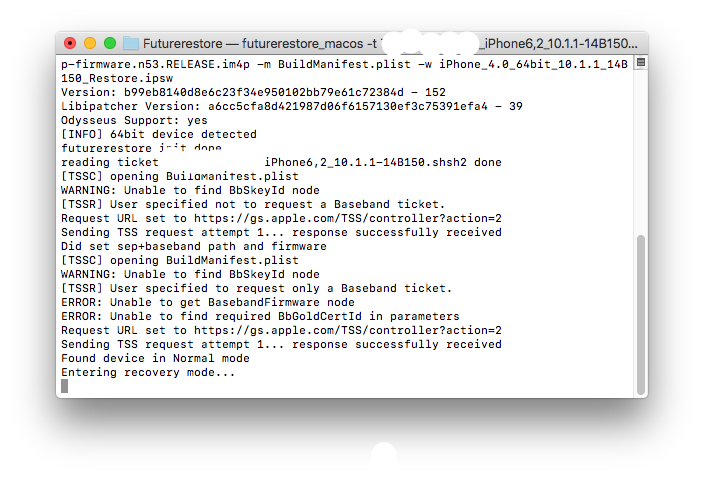 Futurerestore — futurerestore_macos -t _iPhone6,2_10.1.1-14B150...
p-firmware.n53.RELEASE.im4p -m BuildManifest.plist -w iPhone_4.0_64bit_10.1.1_14B
150_Restore.ipsw
Version: b99eb8140d8e6c23f34e950102bb79e61c72384d - 152
Libipatcher Version: a6cc5cfa8d421987d06f6157130ef3c75391efa4 - 39
Odysseus Support: yes
[INFO] 64bit device detected
futurerestore init done
reading ticket iPhone6,2_10.1.1-14B150.shsh2 done
[TSSC] opening BuildManifest.plist
WARNING: Unable to find BbSkeyId node
[TSSR] User specified not to request a Baseband ticket.
Request URL set to https://gs.apple.com/TSS/controller?action=2
Sending TSS request attempt 1... response successfully received
Did set sep+baseband path and firmware
[TSSC] opening BuildManifest.plist
WARNING: Unable to find BbSkeyId node
[TSSR] User specified to request only a Baseband ticket.
ERROR: Unable to get BasebandFirmware node
ERROR: Unable to find required BbGoldCertId in parameters
Request URL set to https://gs.apple.com/TSS/controller?action=2
Sending TSS request attempt 1... response successfully received
Found device in Normal mode
Entering recovery mode...